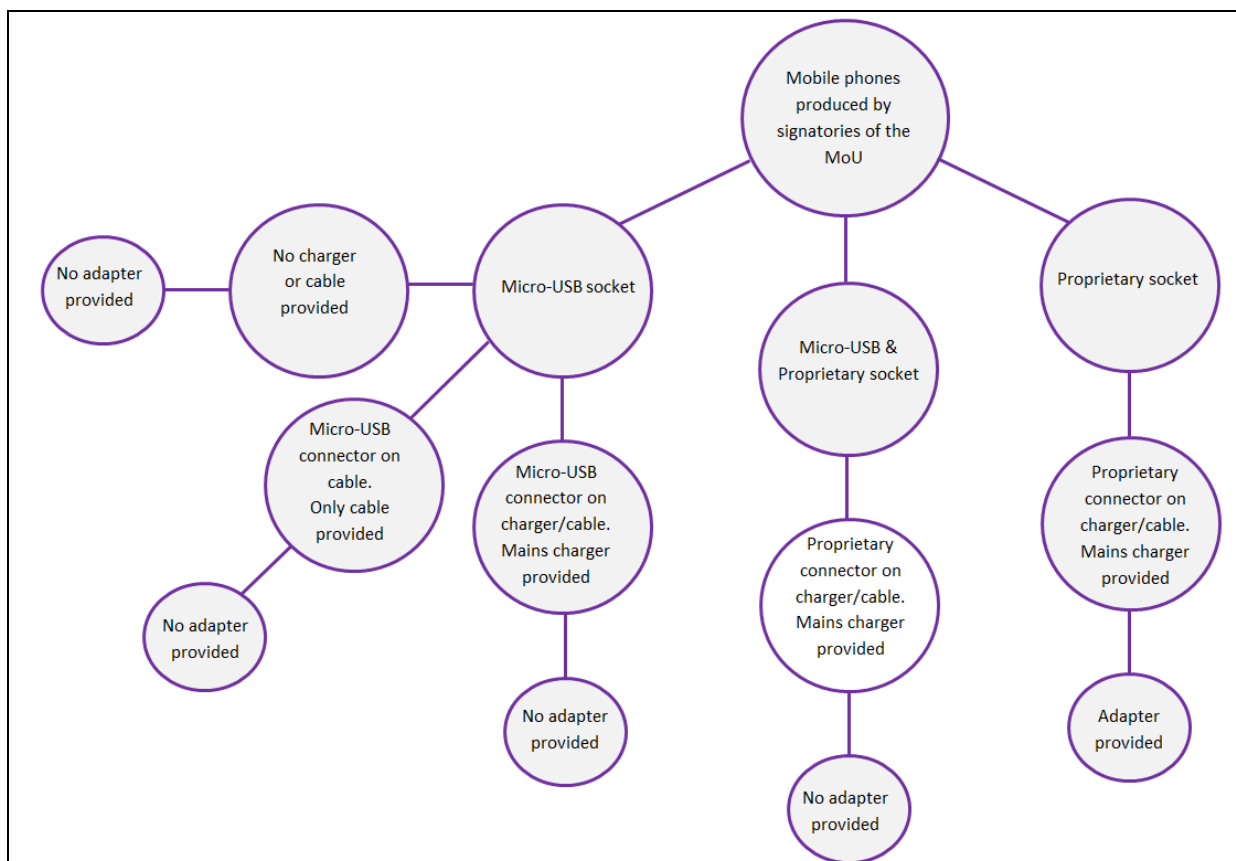 Mobile phones
produced by
signatories of the
MoU
No adapter
provided
No charger
or cable
provided
Micro-USB socket
Micro-USB &
Proprietary socket
Proprietary socket
Micro-USB
connector on
cable.
Only cable
provided
Micro-USB
connector on
charger/cable.
Mains charger
provided
Proprietary
connector on
charger/cable.
Mains charger
provided
Proprietary
connector on
charger/cable.
Mains charger
provided
No adapter
provided
No adapter
provided
No adapter
provided
Adapter
provided